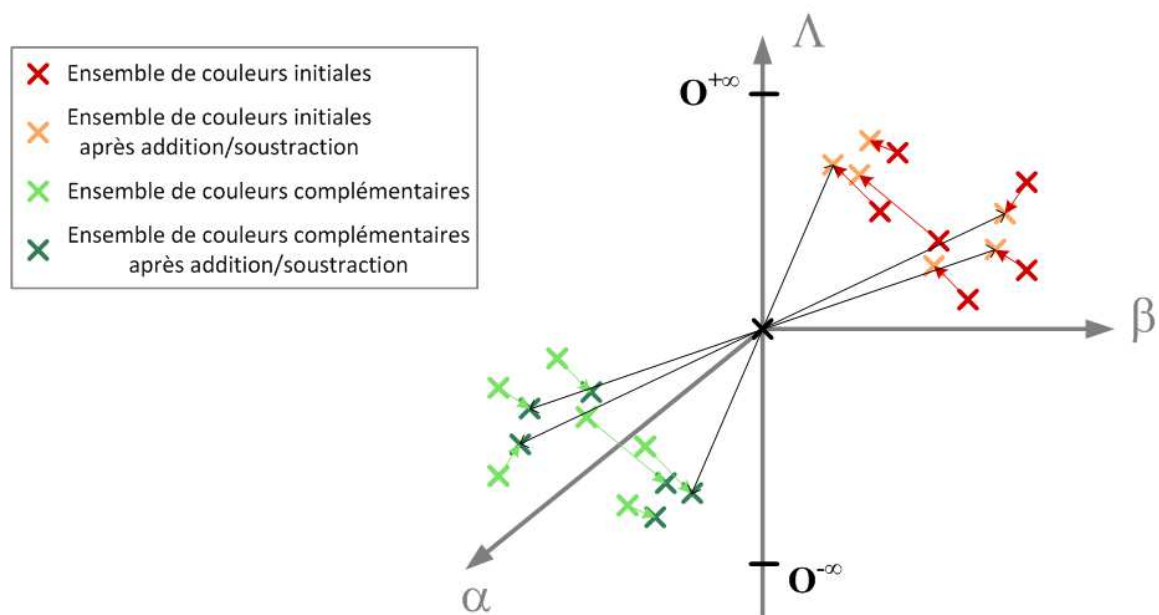 Ensemble de couleurs initiales
Ensemble de couleurs initiales
après addition/soustraction
Ensemble de couleurs complémentaires
Ensemble de couleurs complémentaires
après addition/soustraction
Λ
O+∞
β
α
O-∞